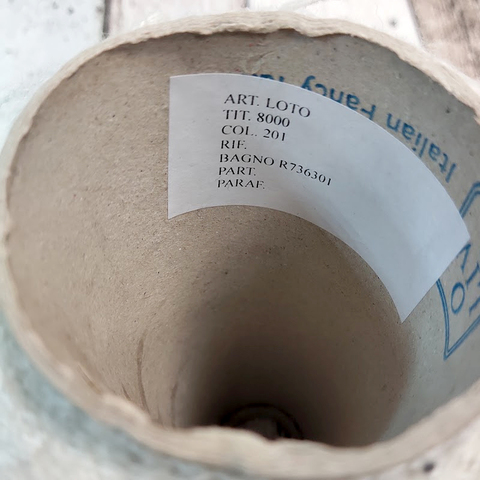 ART. LOTO
TIT. 8000
COL. 201
RIF.
BAGNO R736301
PART.
PARAF.
Italian Fancy